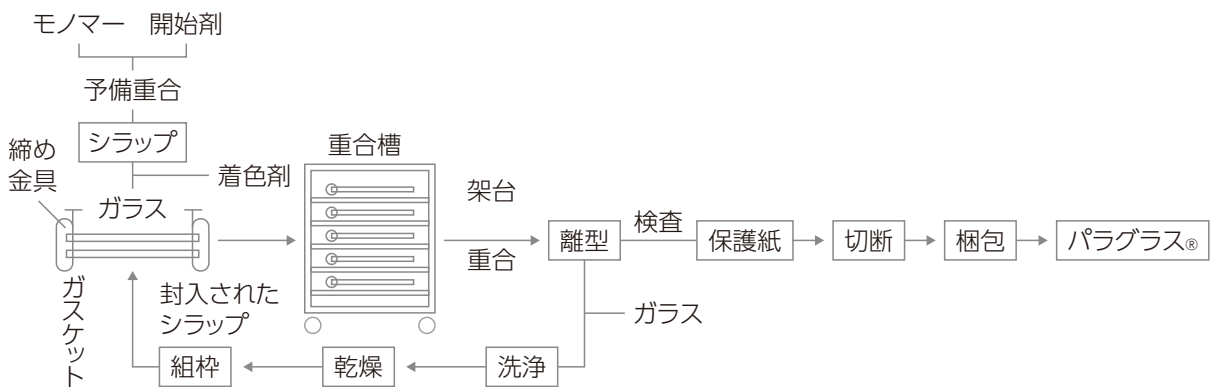 モノマー 開始剤
予備重合
シラップ
着色剤
締め
金具
ガラス
ガスケット
封入された
シラップ
重合槽
架台
重合
離型
検査
保護紙
切断
梱包
パラグラス®
ガラス
組枠
乾燥
洗浄